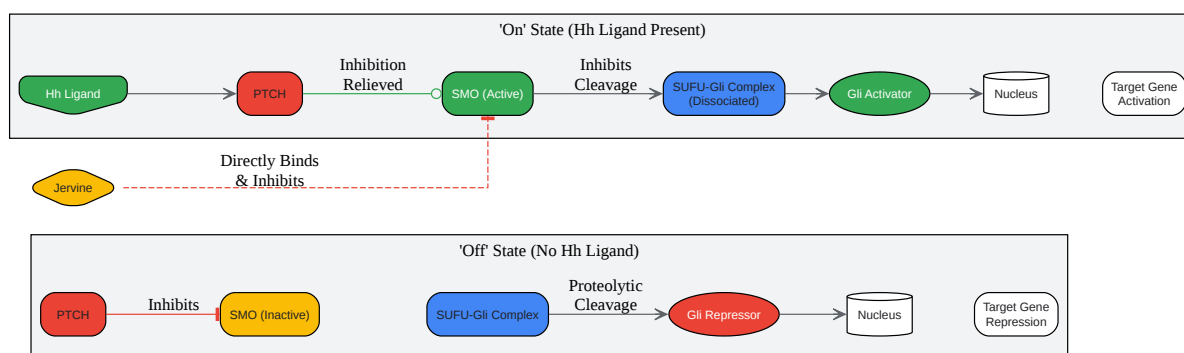 'On' State (Hh Ligand Present)
Hh Ligand
PTCH
Inhibition
Relieved
SMO (Active)
Inhibits
Cleavage
SUFU-Gli Complex
(Dissociated)
Gli Activator
Nucleus
Target Gene
Activation
Jervine
Directly Binds
& Inhibits
'Off' State (No Hh Ligand)
PTCH
Inhibits
SMO (Inactive)
SUFU-Gli Complex
Proteolytic
Cleavage
Gli Repressor
Nucleus
Target Gene
Repression